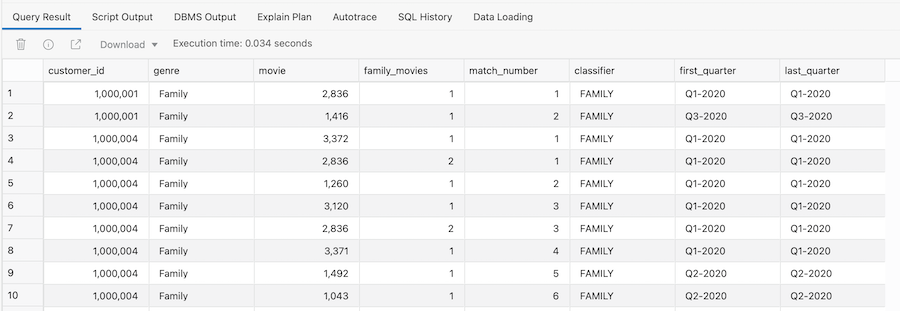 Query Result Script Output DBMS Output Explain Plan Autotrace SQL History Data Loading
Download Execution time: 0.034 seconds
customer_id genre movie family_movies match_number classifier first_quarter last_quarter
1 1,000,001 Family 2,836 1 1 FAMILY Q1-2020 Q1-2020
2 1,000,001 Family 1,416 1 2 FAMILY Q3-2020 Q3-2020
3 1,000,004 Family 3,372 1 1 FAMILY Q1-2020 Q1-2020
4 1,000,004 Family 2,836 2 1 FAMILY Q1-2020 Q1-2020
5 1,000,004 Family 1,260 1 2 FAMILY Q1-2020 Q1-2020
6 1,000,004 Family 3,120 1 3 FAMILY Q1-2020 Q1-2020
7 1,000,004 Family 2,836 2 3 FAMILY Q1-2020 Q1-2020
8 1,000,004 Family 3,371 1 4 FAMILY Q1-2020 Q1-2020
9 1,000,004 Family 1,492 1 5 FAMILY Q2-2020 Q2-2020
10 1,000,004 Family 1,043 1 6 FAMILY Q2-2020 Q2-2020